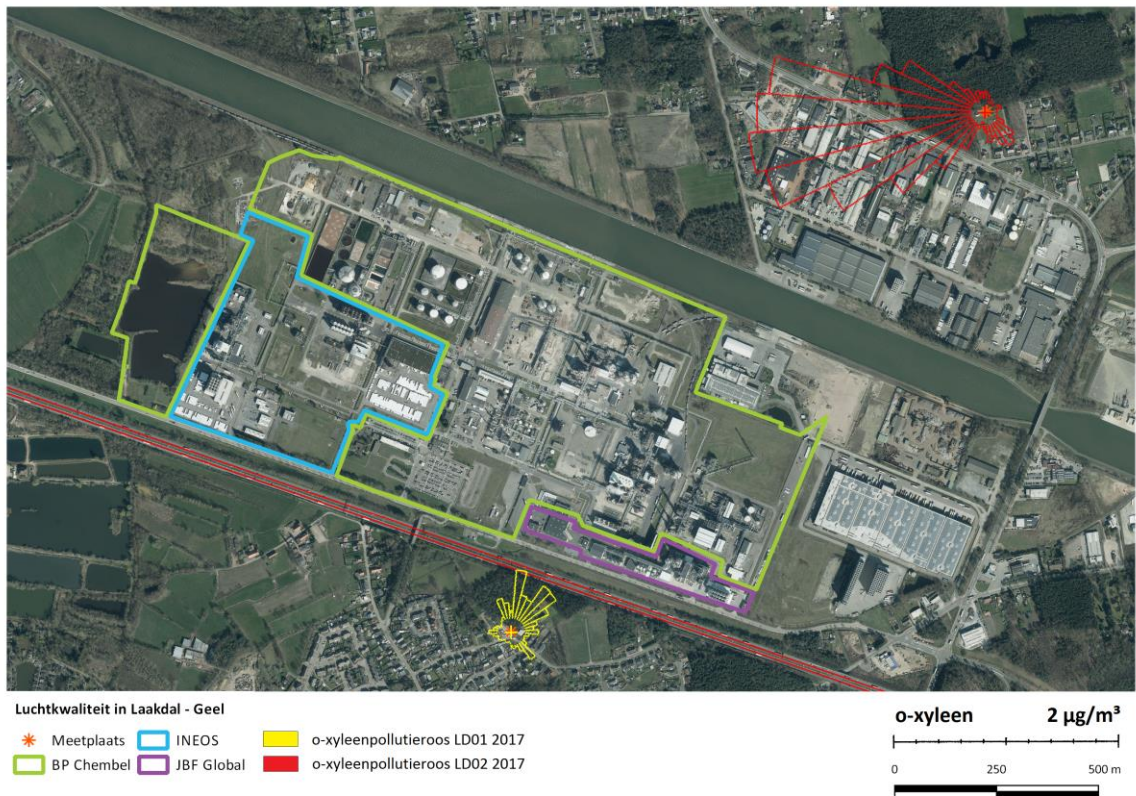 Luchtkwaliteit in Laakdal - Geel
Meetplaats
INEOS
o-xyleenpollutieroos LD01 2017
BP Chembel
JBF Global
o-xyleenpollutieroos LD02 2017
o-xyleen 2 µg/m³
0 250 500 m